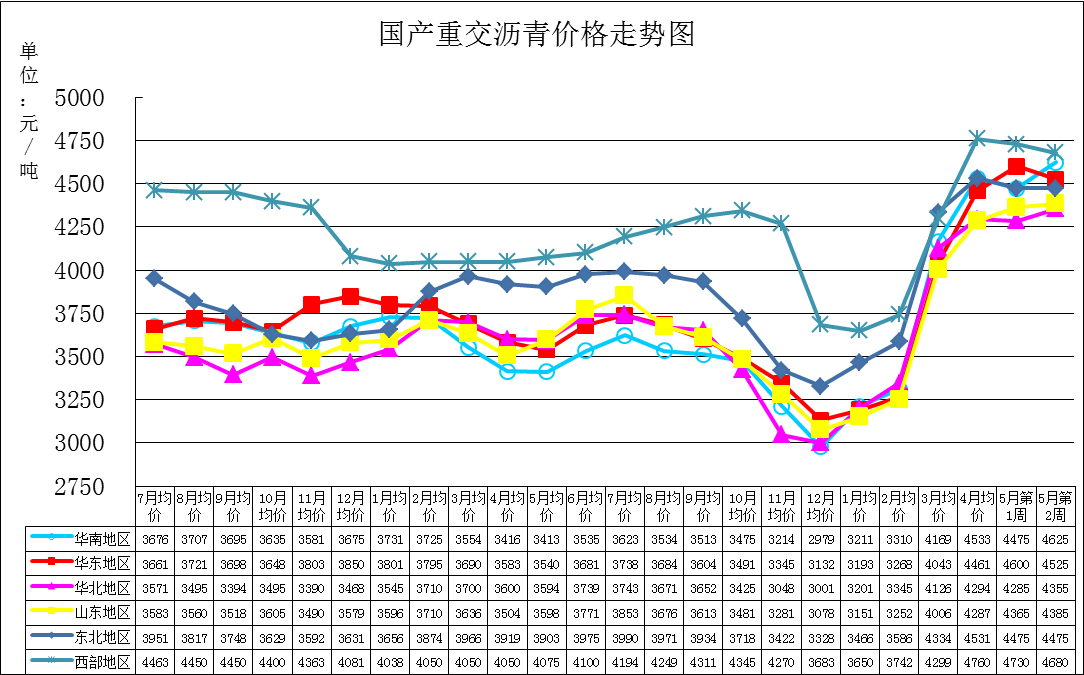 国产重交沥青价格走势图
单位：元/吨
5000
4750
4500
4250
4000
3750
3500
3250
3000
2750
7月均价 8月均价 9月均价 10月均价 11月均价 12月均价 1月均价 2月均价 3月均价 4月均价 5月均价 6月均价 7月均价 8月均价 9月均价 10月均价 11月均价 12月均价 1月均价 2月均价 3月均价 4月均价 5月第1周 5月第2周
华南地区 3676 3707 3695 3635 3581 3675 3731 3725 3554 3416 3413 3535 3623 3534 3513 3475 3214 2979 3211 3310 4169 4533 4475 4625
华东地区 3661 3721 3698 3648 3803 3850 3801 3795 3690 3583 3540 3681 3738 3684 3604 3491 3345 3132 3193 3268 4043 4461 4600 4525
华北地区 3571 3495 3394 3495 3390 3468 3545 3710 3700 3600 3594 3739 3743 3671 3652 3425 3048 3001 3201 3345 4126 4294 4285 4355
山东地区 3583 3560 3518 3605 3490 3579 3596 3710 3636 3504 3598 3771 3853 3676 3613 3481 3281 3078 3151 3252 4006 4287 4365 4385
东北地区 3951 3817 3748 3629 3592 3631 3656 3874 3966 3919 3903 3975 3990 3971 3934 3718 3422 3328 3466 3586 4334 4531 4475 4475
西部地区 4463 4450 4450 4400 4363 4081 4038 4050 4050 4050 4075 4100 4194 4249 4311 4345 4270 3683 3650 3742 4299 4760 4730 4680